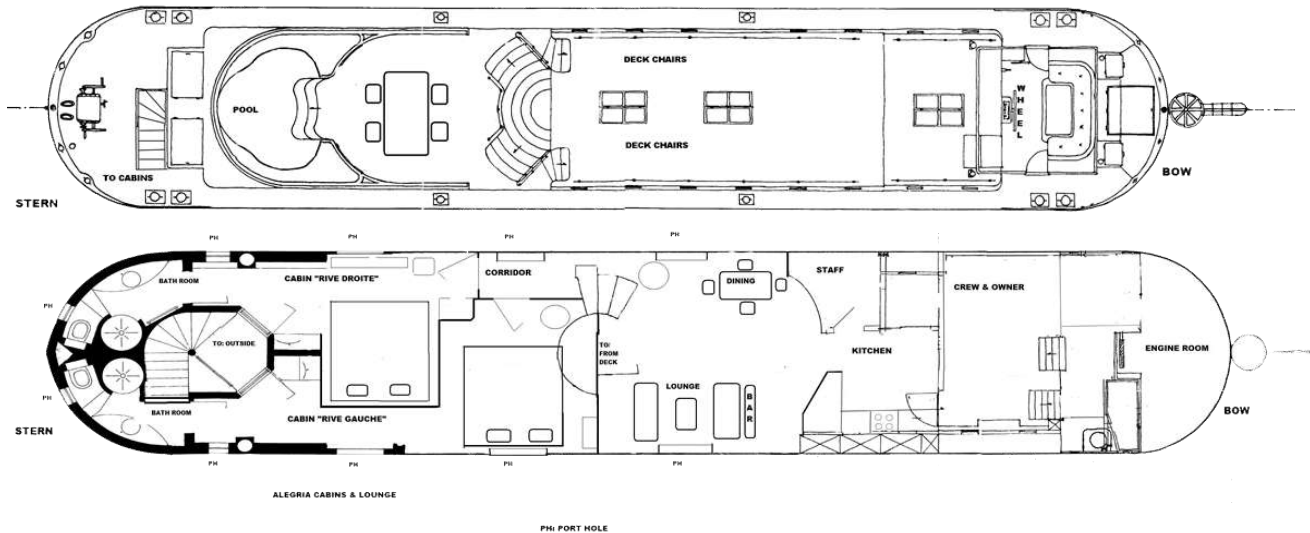 DECK CHAIRS
WHEEL
POOL
DECK CHAIRS
TO CABINS
BOW
STERN
PH
PH
PH
PH
BATH ROOM
CABIN "RIVE DROITE"
CORRIDOR
DINING
STAFF
CREW & OWNER
PH
TO: OUTSIDE
TO/
FROM
DECK
KITCHEN
ENGINE ROOM
LOUNGE
BAR
PH
BATH ROOM
CABIN "RIVE GAUCHE"
BOW
STERN
PH
PH
PH
PH
ALEGRIA CABINS & LOUNGE
PH: PORT HOLE